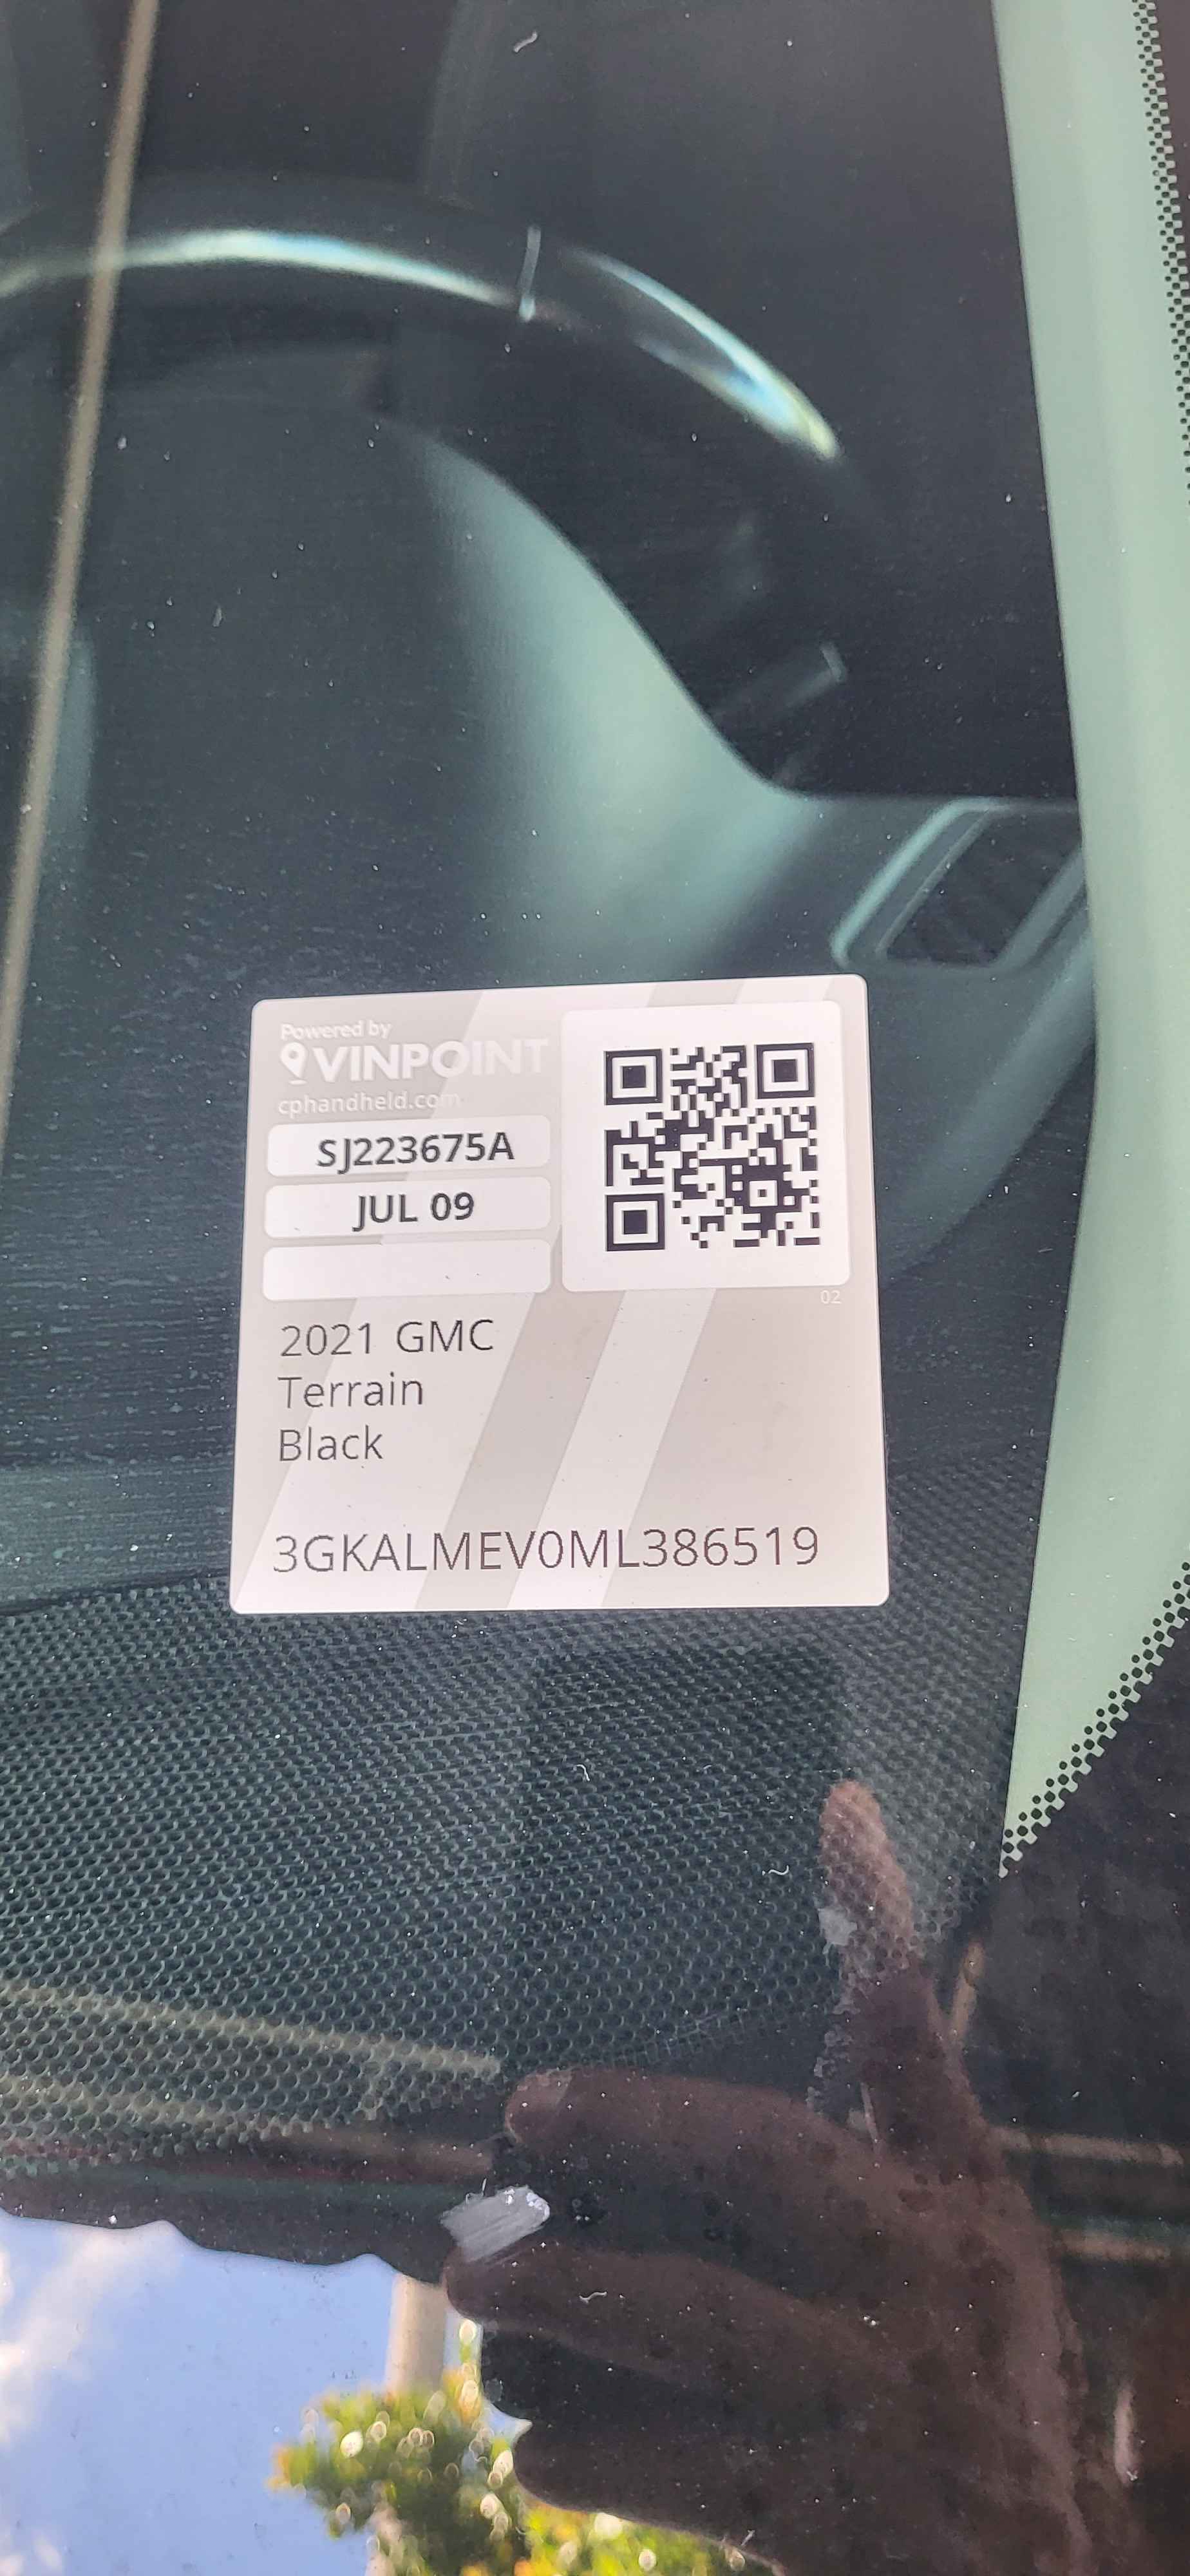 Powered by
VINPOINT
cphandheld.com
SJ223675A
JUL 09
02
2021 GMC
Terrain
Black
3GKALMEV0ML386519